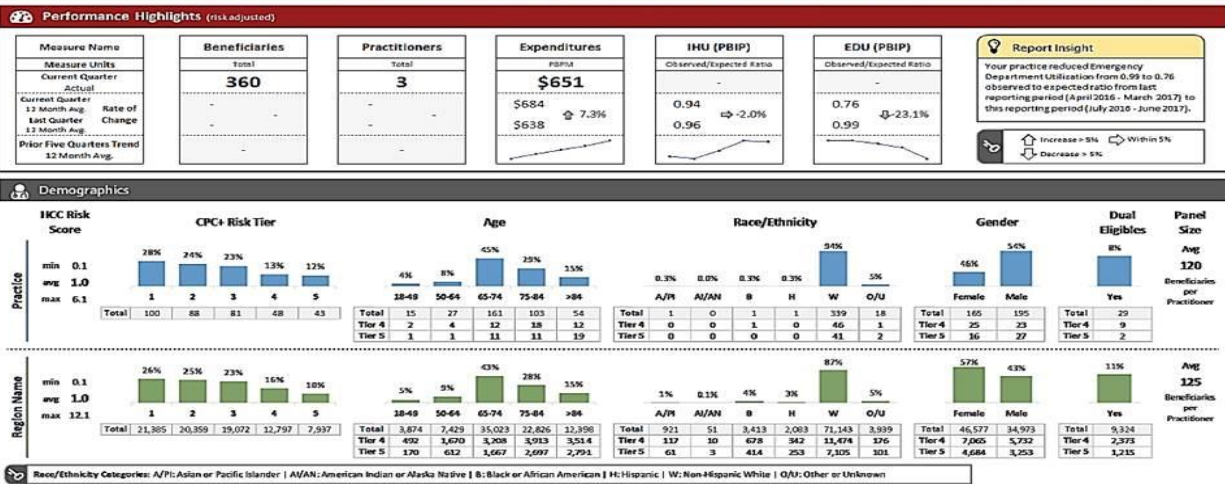 Performance Highlights (risk adjusted)
Measure Name
Measure Units
Current Quarter
Actual
Current Quarter
12 Month Avg. Rate of
Last Quarter Change
12 Month Avg.
Prior Five Quarters Trend
12 Month Avg.
Beneficiaries
Total
360
-
-
-
Practitioners
Total
3
-
-
-
Expenditures
PBPM
$651
$684
7.3%
$638
IHU (PBIP)
Observed/Expected Ratio
-
0.94
-2.0%
0.96
EDU (PBIP)
Observed/Expected Ratio
-
0.76
-23.1%
0.99
Report Insight
Your practice reduced Emergency
Department Utilization from 0.99 to 0.76
observed to expected ratio from last
reporting period (April 2016 - March 2017) to
this reporting period (July 2016 - June 2017).
Increase > 5% Within 5%
Decrease > 5%
Demographics
HCC Risk
Score
CPC+ Risk Tier
Age
Race/Ethnicity
Gender
Dual
Eligibles
Panel
Size
Practice
min 0.1
avg 1.0
max 6.1
28% 24% 23% 13% 12%
1 2 3 4 5
Total 100 88 81 48 43
4% 8% 45% 29% 15%
18-49 50-64 65-74 75-84 >84
Total 15 27 161 103 54
Tier 4 2 4 12 18 12
Tier 5 1 1 11 11 19
0.3% 0.0% 0.3% 0.3% 94% 5%
A/PI AI/AN B H W O/U
Total 1 0 1 1 339 18
Tier 4 0 0 1 0 46 1
Tier 5 0 0 0 0 41 2
46% 54%
Female Male
Total 165 195
Tier 4 25 23
Tier 5 16 27
8%
Yes
Total 29
Tier 4 9
Tier 5 2
Avg
120
Beneficiaries
per
Practitioner
Region Name
min 0.1
avg 1.0
max 12.1
26% 25% 23% 16% 10%
1 2 3 4 5
Total 21,385 20,359 19,072 12,797 7,937
5% 9% 43% 28% 15%
18-49 50-64 65-74 75-84 >84
Total 3,874 7,429 35,023 22,826 12,398
Tier 4 492 1,670 3,208 3,913 3,514
Tier 5 170 612 1,667 2,697 2,791
1% 0.1% 4% 3% 87% 5%
A/PI AI/AN B H W O/U
Total 921 51 3,413 2,083 71,143 3,939
Tier 4 117 10 678 342 11,474 176
Tier 5 61 3 414 253 7,105 101
57% 43%
Female Male
Total 46,577 34,973
Tier 4 7,065 5,732
Tier 5 4,684 3,253
11%
Yes
Total 9,324
Tier 4 2,373
Tier 5 1,215
Avg
125
Beneficiaries
per
Practitioner
Race/Ethnicity Categories: A/PI: Asian or Pacific Islander | AI/AN: American Indian or Alaska Native | B: Black or African American | H: Hispanic | W: Non-Hispanic White | O/U: Other or Unknown